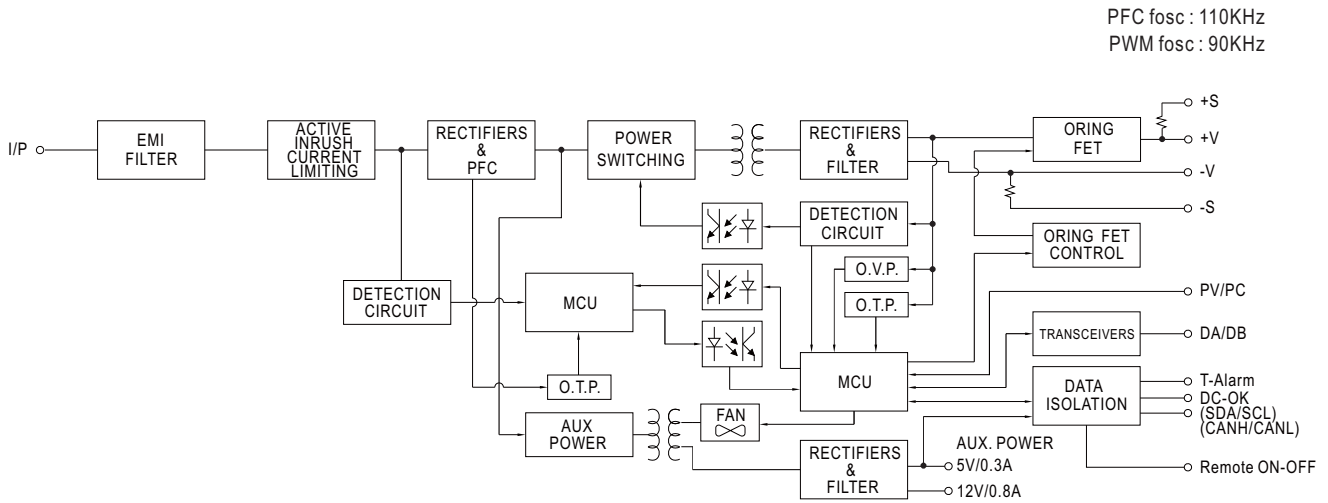 PFC fosc : 110KHz
PWM fosc : 90KHz
I/P
EMI
FILTER
ACTIVE
INRUSH
CURRENT
LIMITING
RECTIFIERS
&
PFC
POWER
SWITCHING
RECTIFIERS
&
FILTER
ORING
FET
+S
+V
-V
-S
DETECTION
CIRCUIT
ORING FET
CONTROL
O.V.P.
O.T.P.
DETECTION
CIRCUIT
MCU
PV/PC
TRANSCEIVERS
DA/DB
MCU
O.T.P.
DATA
ISOLATION
T-Alarm
DC-OK
(SDA/SCL)
(CANH/CANL)
AUX
POWER
FAN
RECTIFIERS
&
FILTER
AUX. POWER
5V/0.3A
12V/0.8A
Remote ON-OFF